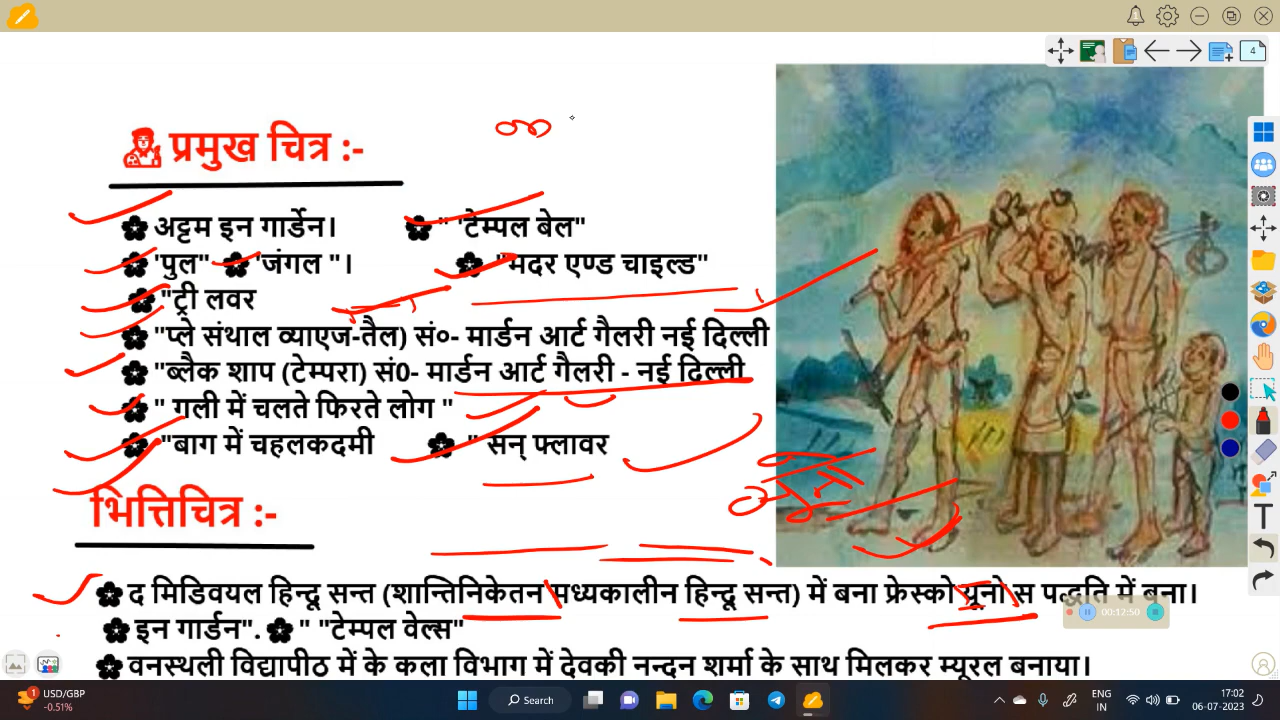 4
प्रमुख चित्र :-
अट्टम इन गार्डेन। " 'टेम्पल बेल"
'पुल" 'जंगल "। "मदर एण्ड चाइल्ड"
"ट्री लवर
"प्ले संथाल व्याएज-तैल) सं०- मार्डन आर्ट गैलरी नई दिल्ली
"ब्लैक शाप (टेम्परा) सं0- मार्डन आर्ट गैलरी - नई दिल्ली
" गली में चलते फिरते लोग "
"बाग में चहलकदमी " सन् फ्लावर
भित्तिचित्र :-
द मिडिवयल हिन्दू सन्त (शान्तिनिकेतन मध्यकालीन हिन्दू सन्त) में बना फ्रेस्को यूनो स पद्धति में बना।
00:12:50
इन गार्डन". " "टेम्पल वेल्स"
वनस्थली विद्यापीठ में के कला विभाग में देवकी नन्दन शर्मा के साथ मिलकर म्यूरल बनाया।
1 USD/GBP
-0.51%
Search
ENG
IN
17:02
06-07-2023